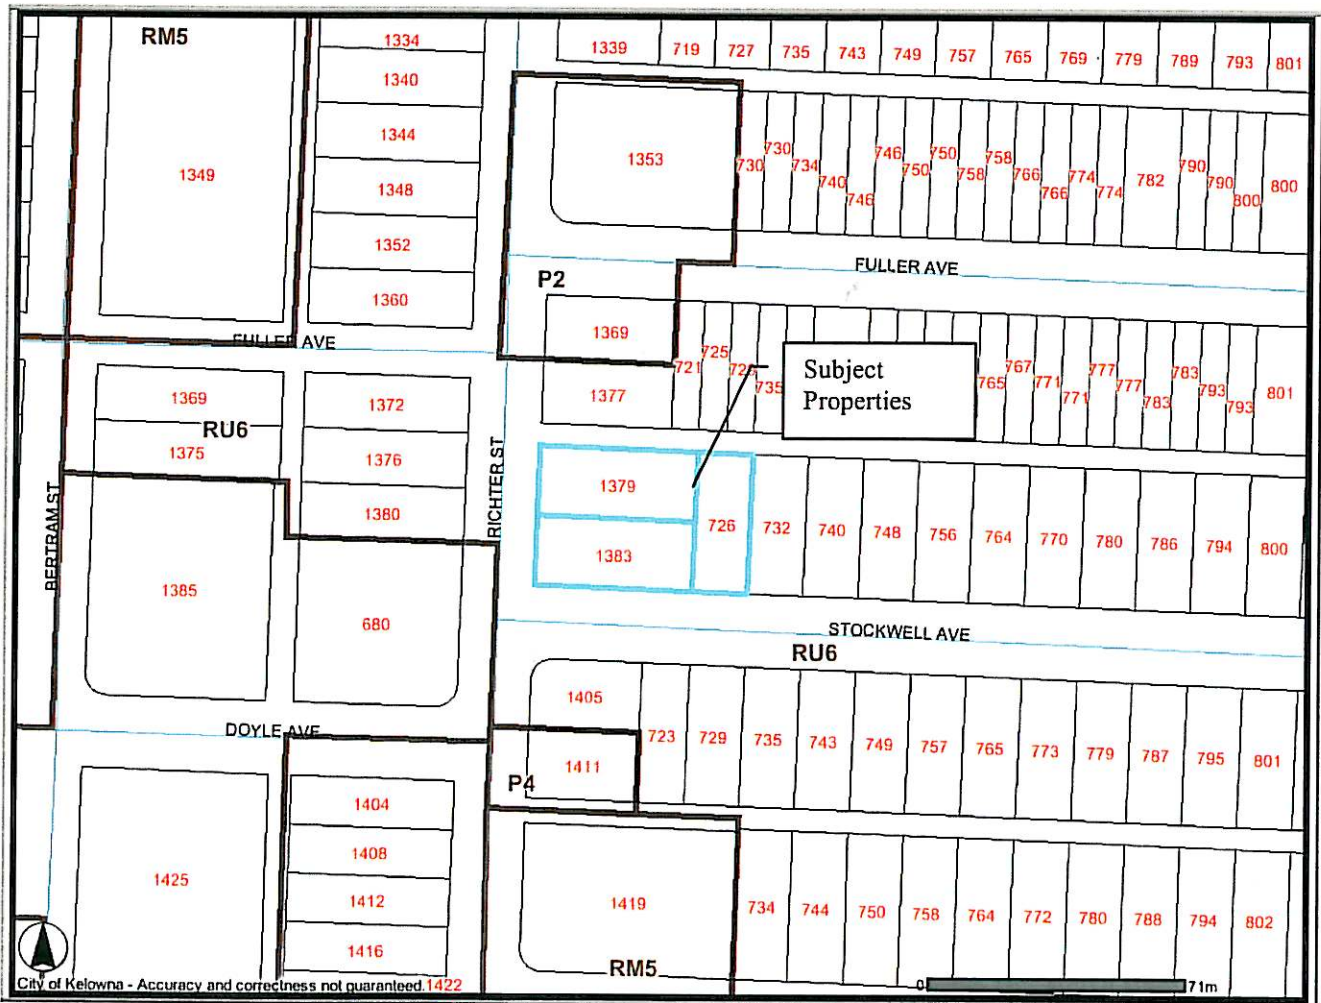 RM5
1334
1339 719 727 735 743 749 757 765 769 779 789 793 801
1340
1344
1353
730 730 734 740 746 746 750 750 758 758 766 766 774 774 782 790 790 800 800
1349
1348
1352
1360
P2
FULLER AVE
FULLER AVE
1369
721 725 735
Subject
Properties
765 767 771 771 777 777 783 783 793 793 801
1377
1369
1372
RU6
1375
1376
1380
RICHTER ST
BERTRAM ST
1379
1383
726 732 740 748 756 764 770 780 786 794 800
1385
680
STOCKWELL AVE
RU6
1405
723 729 735 743 749 757 765 773 779 787 795 801
DOYLE AVE
1411
P4
1404
1408
1412
1416
1425
1419
734 744 750 758 764 772 780 788 794 802
RM5
City of Kelowna - Accuracy and correctness not guaranteed.
1422
0 71m